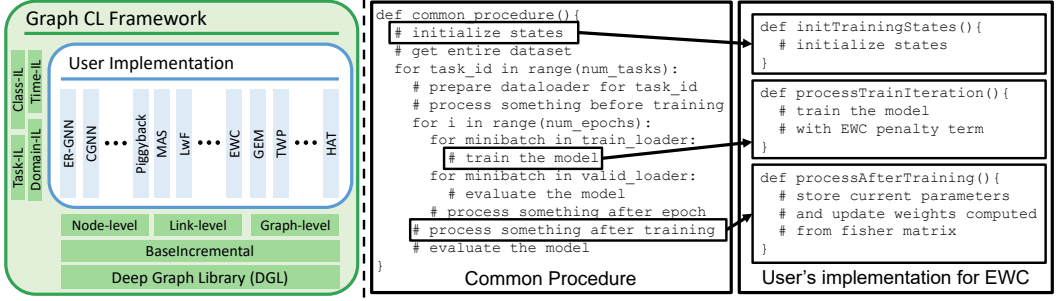 Graph CL Framework
User Implementation
Class-IL
Time-IL
Task-IL
Domain-IL
ER-GNN
CGNN
•••
Piggyback
MAS
LwF
•••
EWC
GEM
TWP
•••
HAT
Node-level
Link-level
Graph-level
BaseIncremental
Deep Graph Library (DGL)
def common procedure(){
# initialize states
# get entire dataset
for task_id in range(num_tasks):
# prepare dataloader for task_id
# process something before training
for i in range(num_epochs):
for minibatch in train_loader:
# train the model
for minibatch in valid_loader:
# evaluate the model
# process something after epoch
# process something after training
# evaluate the model
}
Common Procedure
def initTrainingStates(){
# initialize states
}
def processTrainIteration(){
# train the model
# with EWC penalty term
}
def processAfterTraining(){
# store current parameters
# and update weights computed
# from fisher matrix
}
User's implementation for EWC